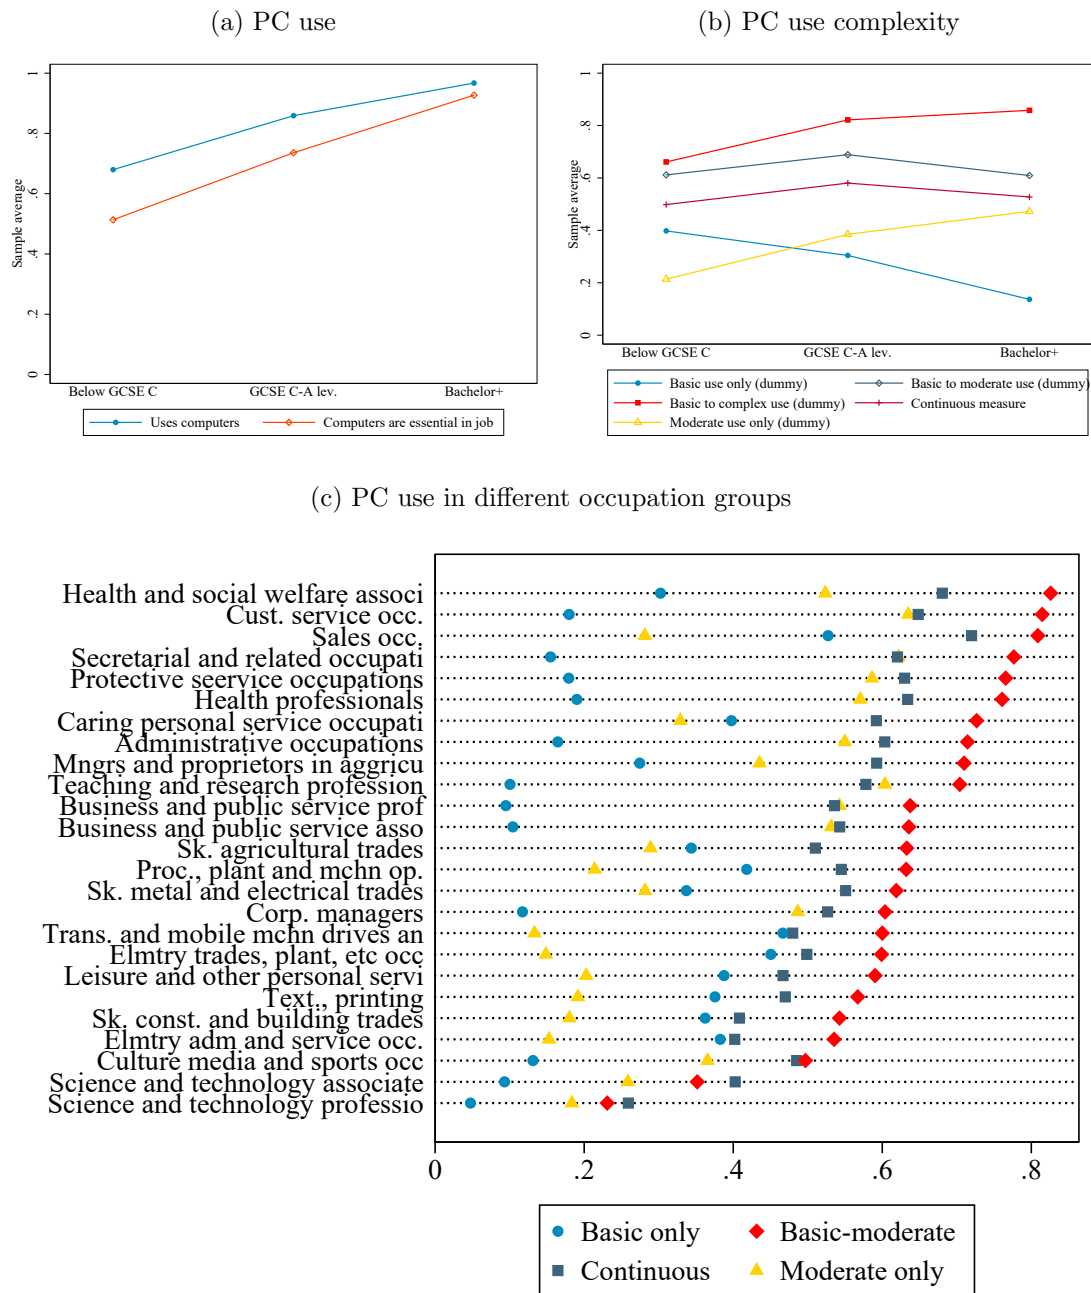 (a) PC use
(b) PC use complexity
Sample average
0 .2 .4 .6 .8 1
Below GCSE C GCSE C-A lev. Bachelor+
Uses computers Computers are essential in job
Sample average
0 .2 .4 .6 .8 1
Below GCSE C GCSE C-A lev. Bachelor+
Basic use only (dummy) Basic to moderate use (dummy)
Basic to complex use (dummy) Continuous measure
Moderate use only (dummy)
(c) PC use in different occupation groups
Health and social welfare associ
Cust. service occ.
Sales occ.
Secretarial and related occupati
Protective seervice occupations
Health professionals
Caring personal service occupati
Administrative occupations
Mngrs and proprietors in aggricu
Teaching and research profession
Business and public service prof
Business and public service asso
Sk. agricultural trades
Proc., plant and mchn op.
Sk. metal and electrical trades
Corp. managers
Trans. and mobile mchn drives an
Elmtry trades, plant, etc occ
Leisure and other personal servi
Text., printing
Sk. const. and building trades
Elmtry adm and service occ.
Culture media and sports occ
Science and technology associate
Science and technology professio
0 .2 .4 .6 .8
Basic only Basic-moderate
Continuous Moderate only